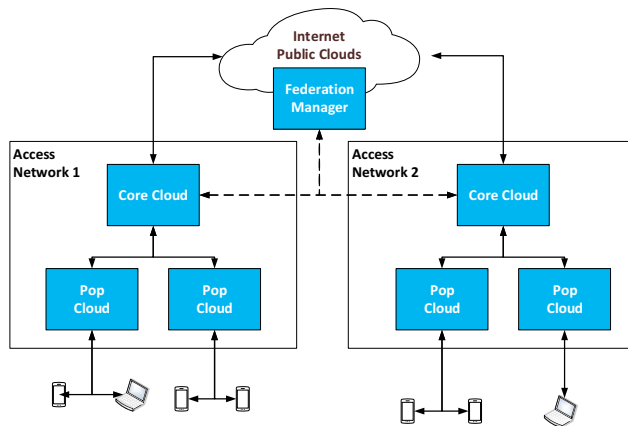 Internet
Public Clouds
Federation
Manager
Access
Network 1
Core Cloud
Pop
Cloud
Pop
Cloud
Access
Network 2
Core Cloud
Pop
Cloud
Pop
Cloud